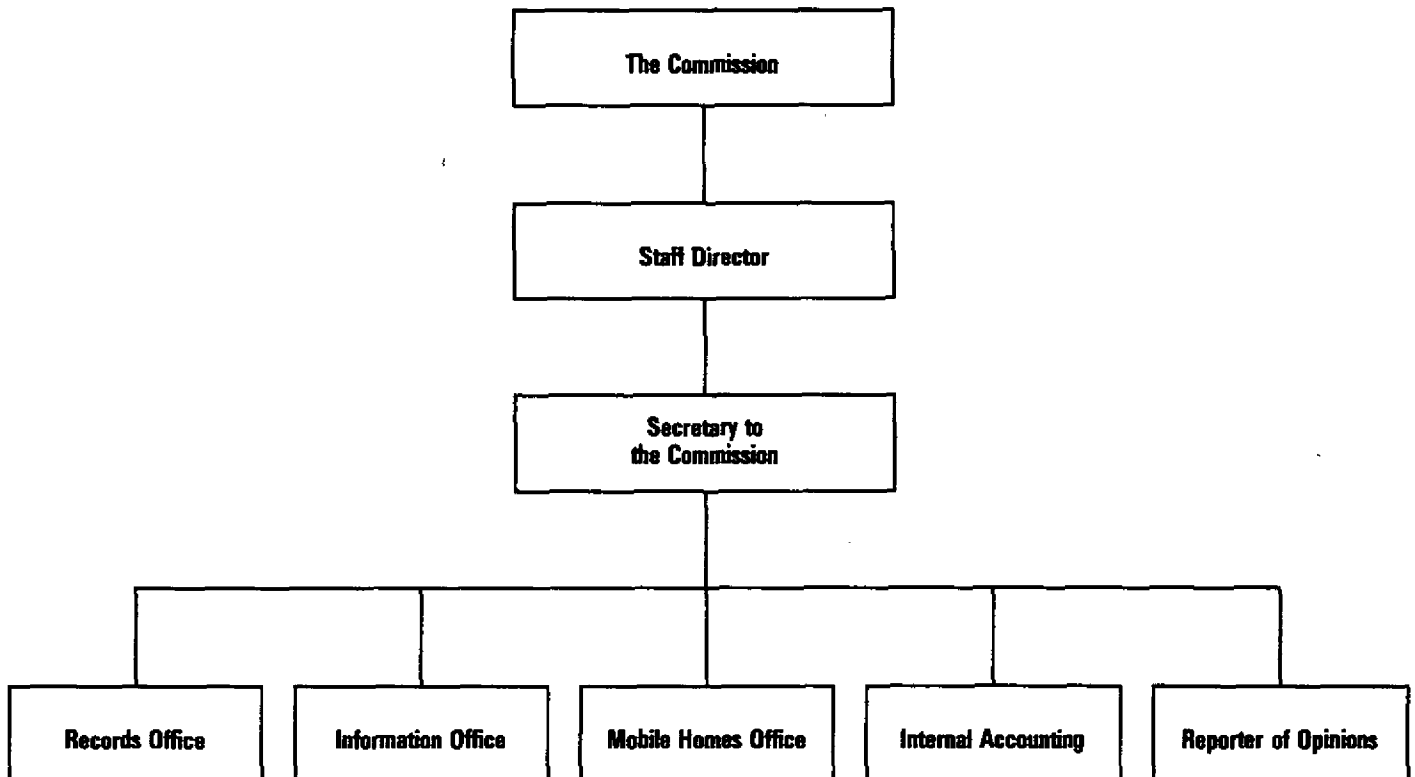 The Commission
Staff Director
Secretary to
the Commission
Records Office
Information Office
Mobile Homes Office
Internal Accounting
Reporter of Opinions